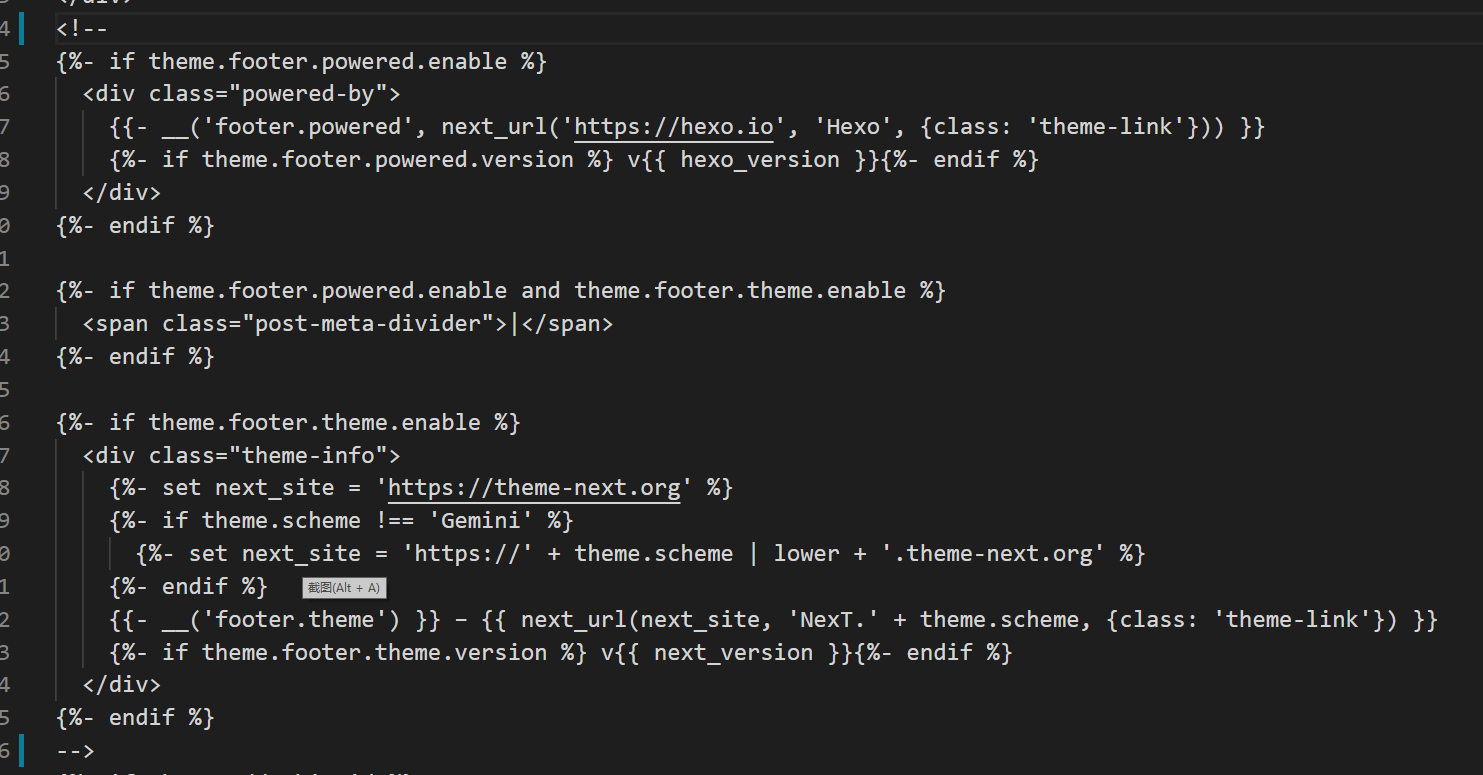 4 <!--
5 {%- if theme.footer.powered.enable %}
6 <div class="powered-by">
7 {{- __('footer.powered', next_url('https://hexo.io', 'Hexo', {class: 'theme-link'})) }}
8 {%- if theme.footer.powered.version %} v{{ hexo_version }}{%- endif %}
9 </div>
0 {%- endif %}
1
2 {%- if theme.footer.powered.enable and theme.footer.theme.enable %}
3 <span class="post-meta-divider">|</span>
4 {%- endif %}
5
6 {%- if theme.footer.theme.enable %}
7 <div class="theme-info">
8 {%- set next_site = 'https://theme-next.org' %}
9 {%- if theme.scheme !== 'Gemini' %}
0 {%- set next_site = 'https://' + theme.scheme | lower + '.theme-next.org' %}
1 {%- endif %} 截图(Alt + A)
2 {{- __('footer.theme') }} – {{ next_url(next_site, 'NexT.' + theme.scheme, {class: 'theme-link'}) }}
3 {%- if theme.footer.theme.version %} v{{ next_version }}{%- endif %}
4 </div>
5 {%- endif %}
6 -->